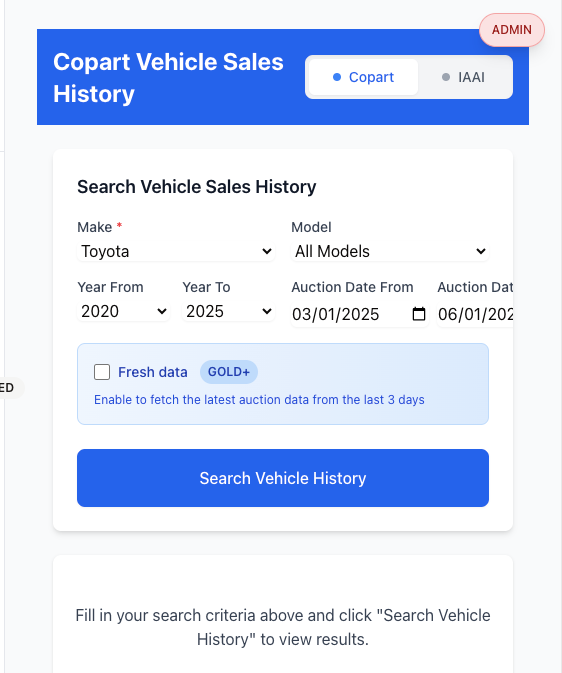 ADMIN
Copart Vehicle Sales
History
Copart
IAAI
Search Vehicle Sales History
Make *
Model
Toyota
All Models
Year From
Year To
Auction Date From
Auction Dat
2020
2025
03/01/2025
06/01/202
Fresh data
GOLD+
ED
Enable to fetch the latest auction data from the last 3 days
Search Vehicle History
Fill in your search criteria above and click "Search Vehicle
History" to view results.